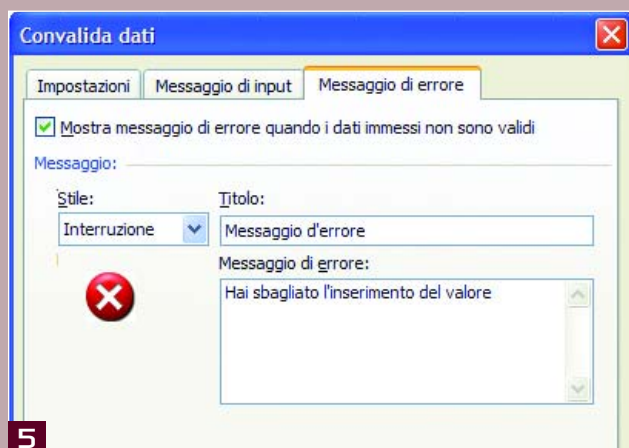 Convalida dati
Impostazioni Messaggio di input Messaggio di errore
Mostra messaggio di errore quando i dati immessi non sono validi
Messaggio:
Stile: Titolo:
Interruzione Messaggio d'errore
Messaggio di errore:
Hai sbagliato l'inserimento del valore
5